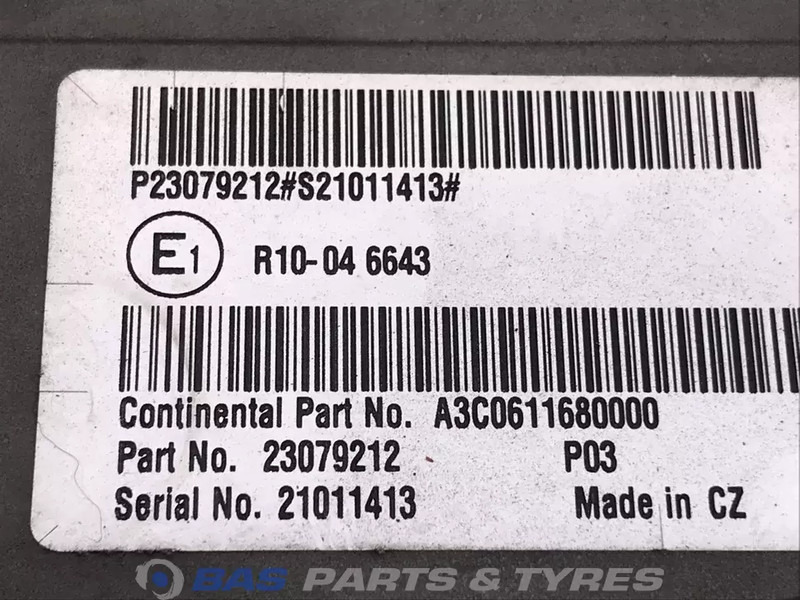 P23079212#S21011413#
E1 R10-04 6643
Continental Part No. A3C0611680000
Part No. 23079212 P03
Serial No. 21011413 Made in CZ
BAS PARTS & TYRES